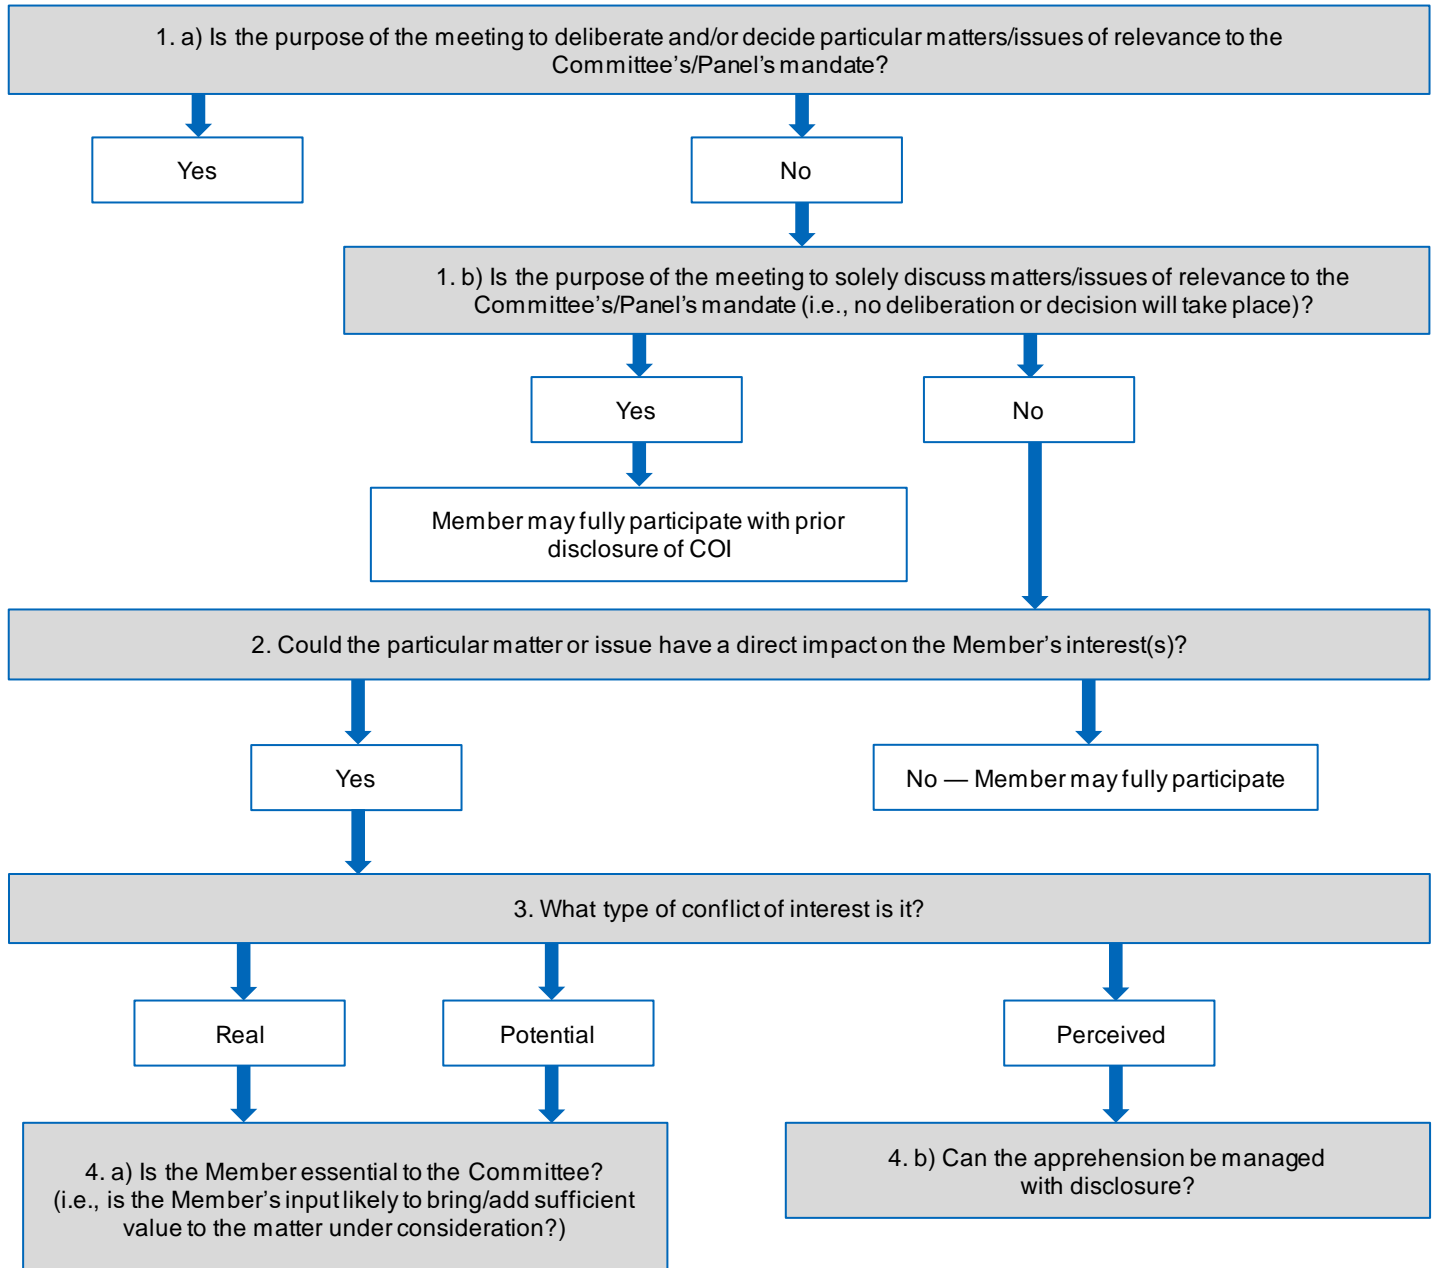 1. a) Is the purpose of the meeting to deliberate and/or decide particular matters/issues of relevance to the
Committee’s/Panel’s mandate?
Yes
No
1. b) Is the purpose of the meeting to solely discuss matters/issues of relevance to the
Committee’s/Panel’s mandate (i.e., no deliberation or decision will take place)?
Yes
No
Member may fully participate with prior
disclosure of COI
2. Could the particular matter or issue have a direct impact on the Member’s interest(s)?
Yes
No — Member may fully participate
3. What type of conflict of interest is it?
Real
Potential
Perceived
4. a) Is the Member essential to the Committee?
(i.e., is the Member’s input likely to bring/add sufficient
value to the matter under consideration?)
4. b) Can the apprehension be managed
with disclosure?